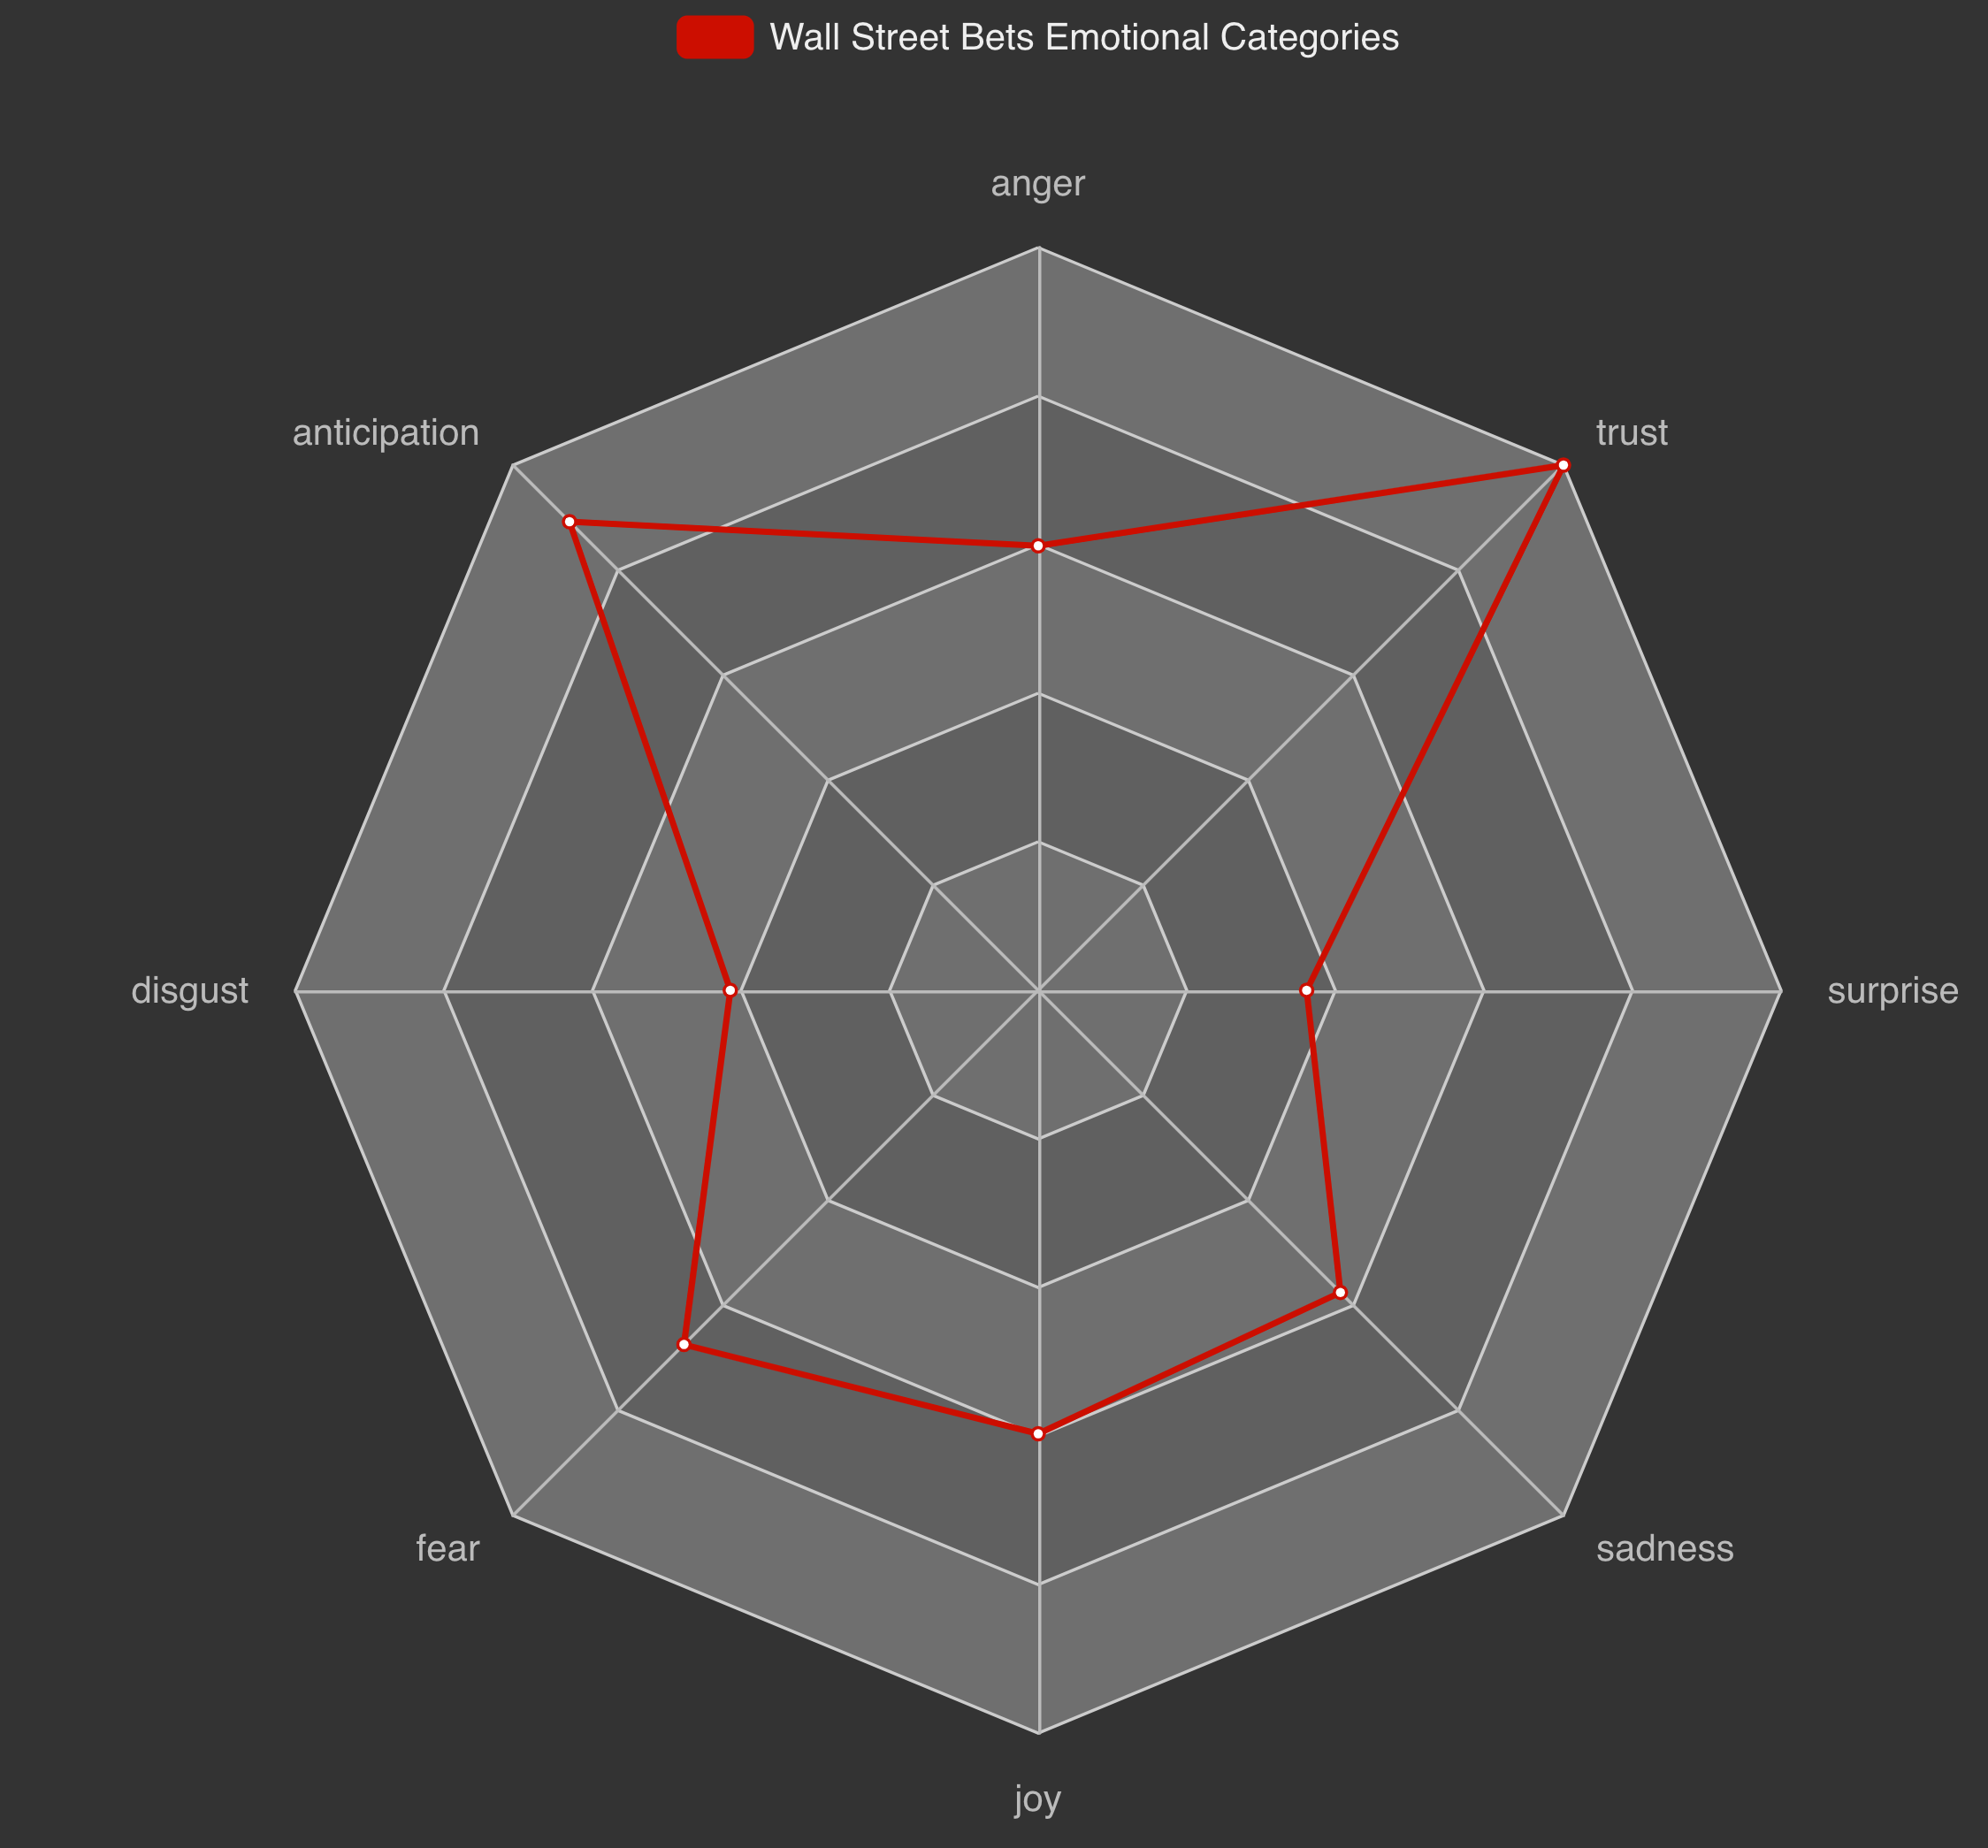 Wall Street Bets Emotional Categories
anger
anticipation
trust
disgust
surprise
fear
sadness
joy